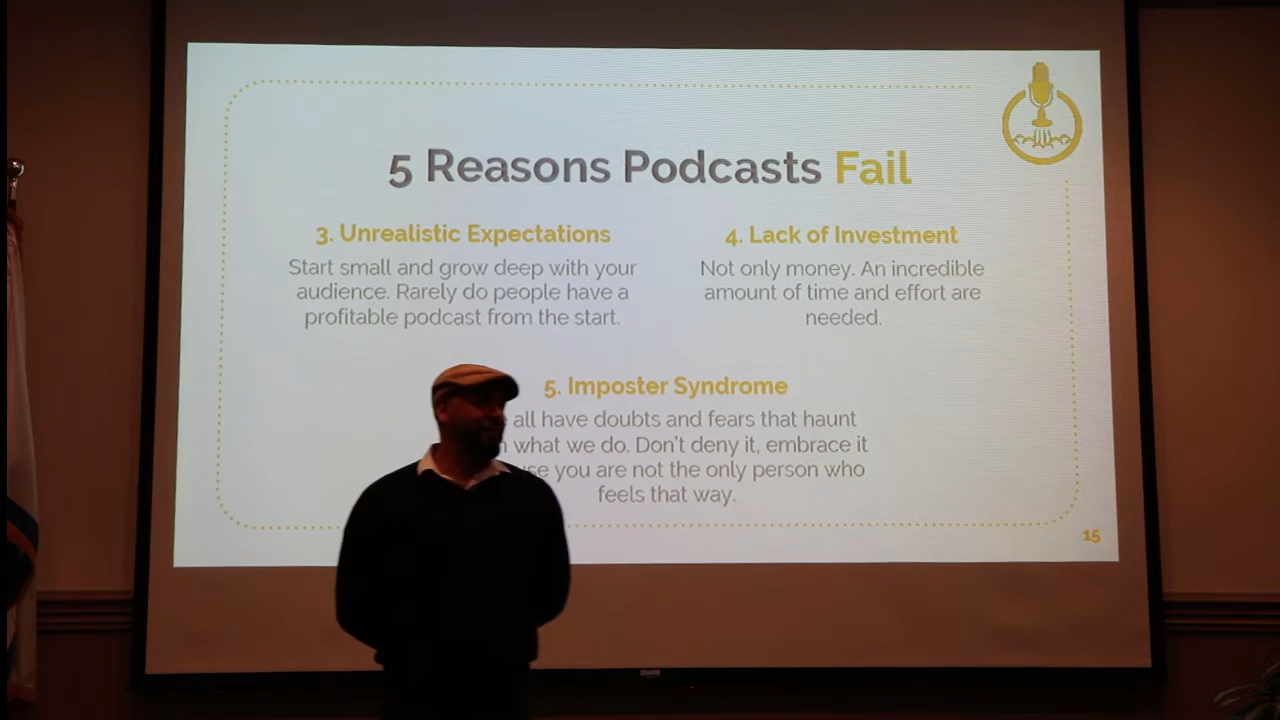 5 Reasons Podcasts Fail
3. Unrealistic Expectations
Start small and grow deep with your
audience. Rarely do people have a
profitable podcast from the start.
4. Lack of Investment
Not only money. An incredible
amount of time and effort are
needed.
5. Imposter Syndrome
all have doubts and fears that haunt
what we do. Don't deny it, embrace it
you are not the only person who
feels that way.
15